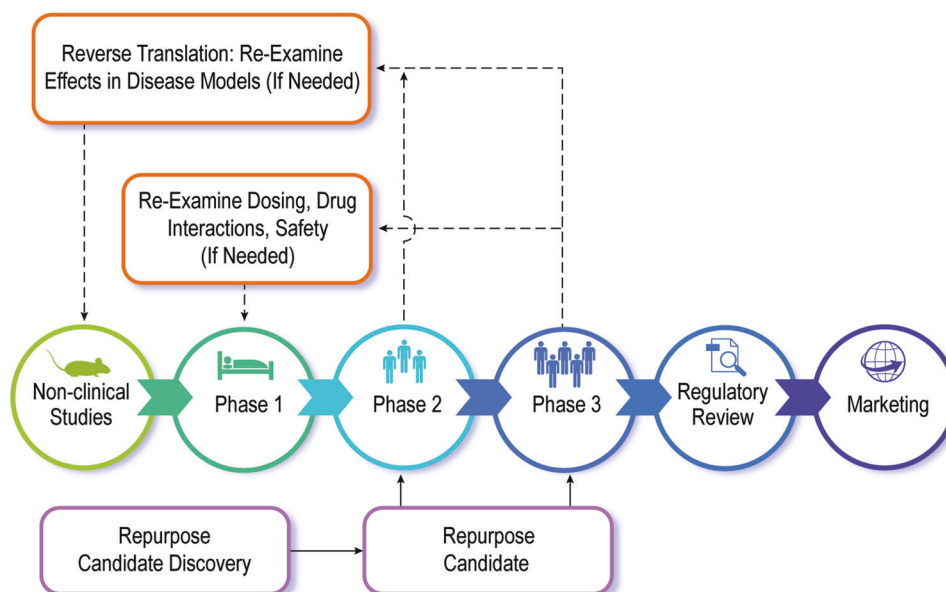 Reverse Translation: Re-Examine
Effects in Disease Models (If Needed)
Re-Examine Dosing, Drug
Interactions, Safety
(If Needed)
Non-clinical
Studies
Phase 1
Phase 2
Phase 3
Regulatory
Review
Marketing
Repurpose
Candidate Discovery
Repurpose
Candidate